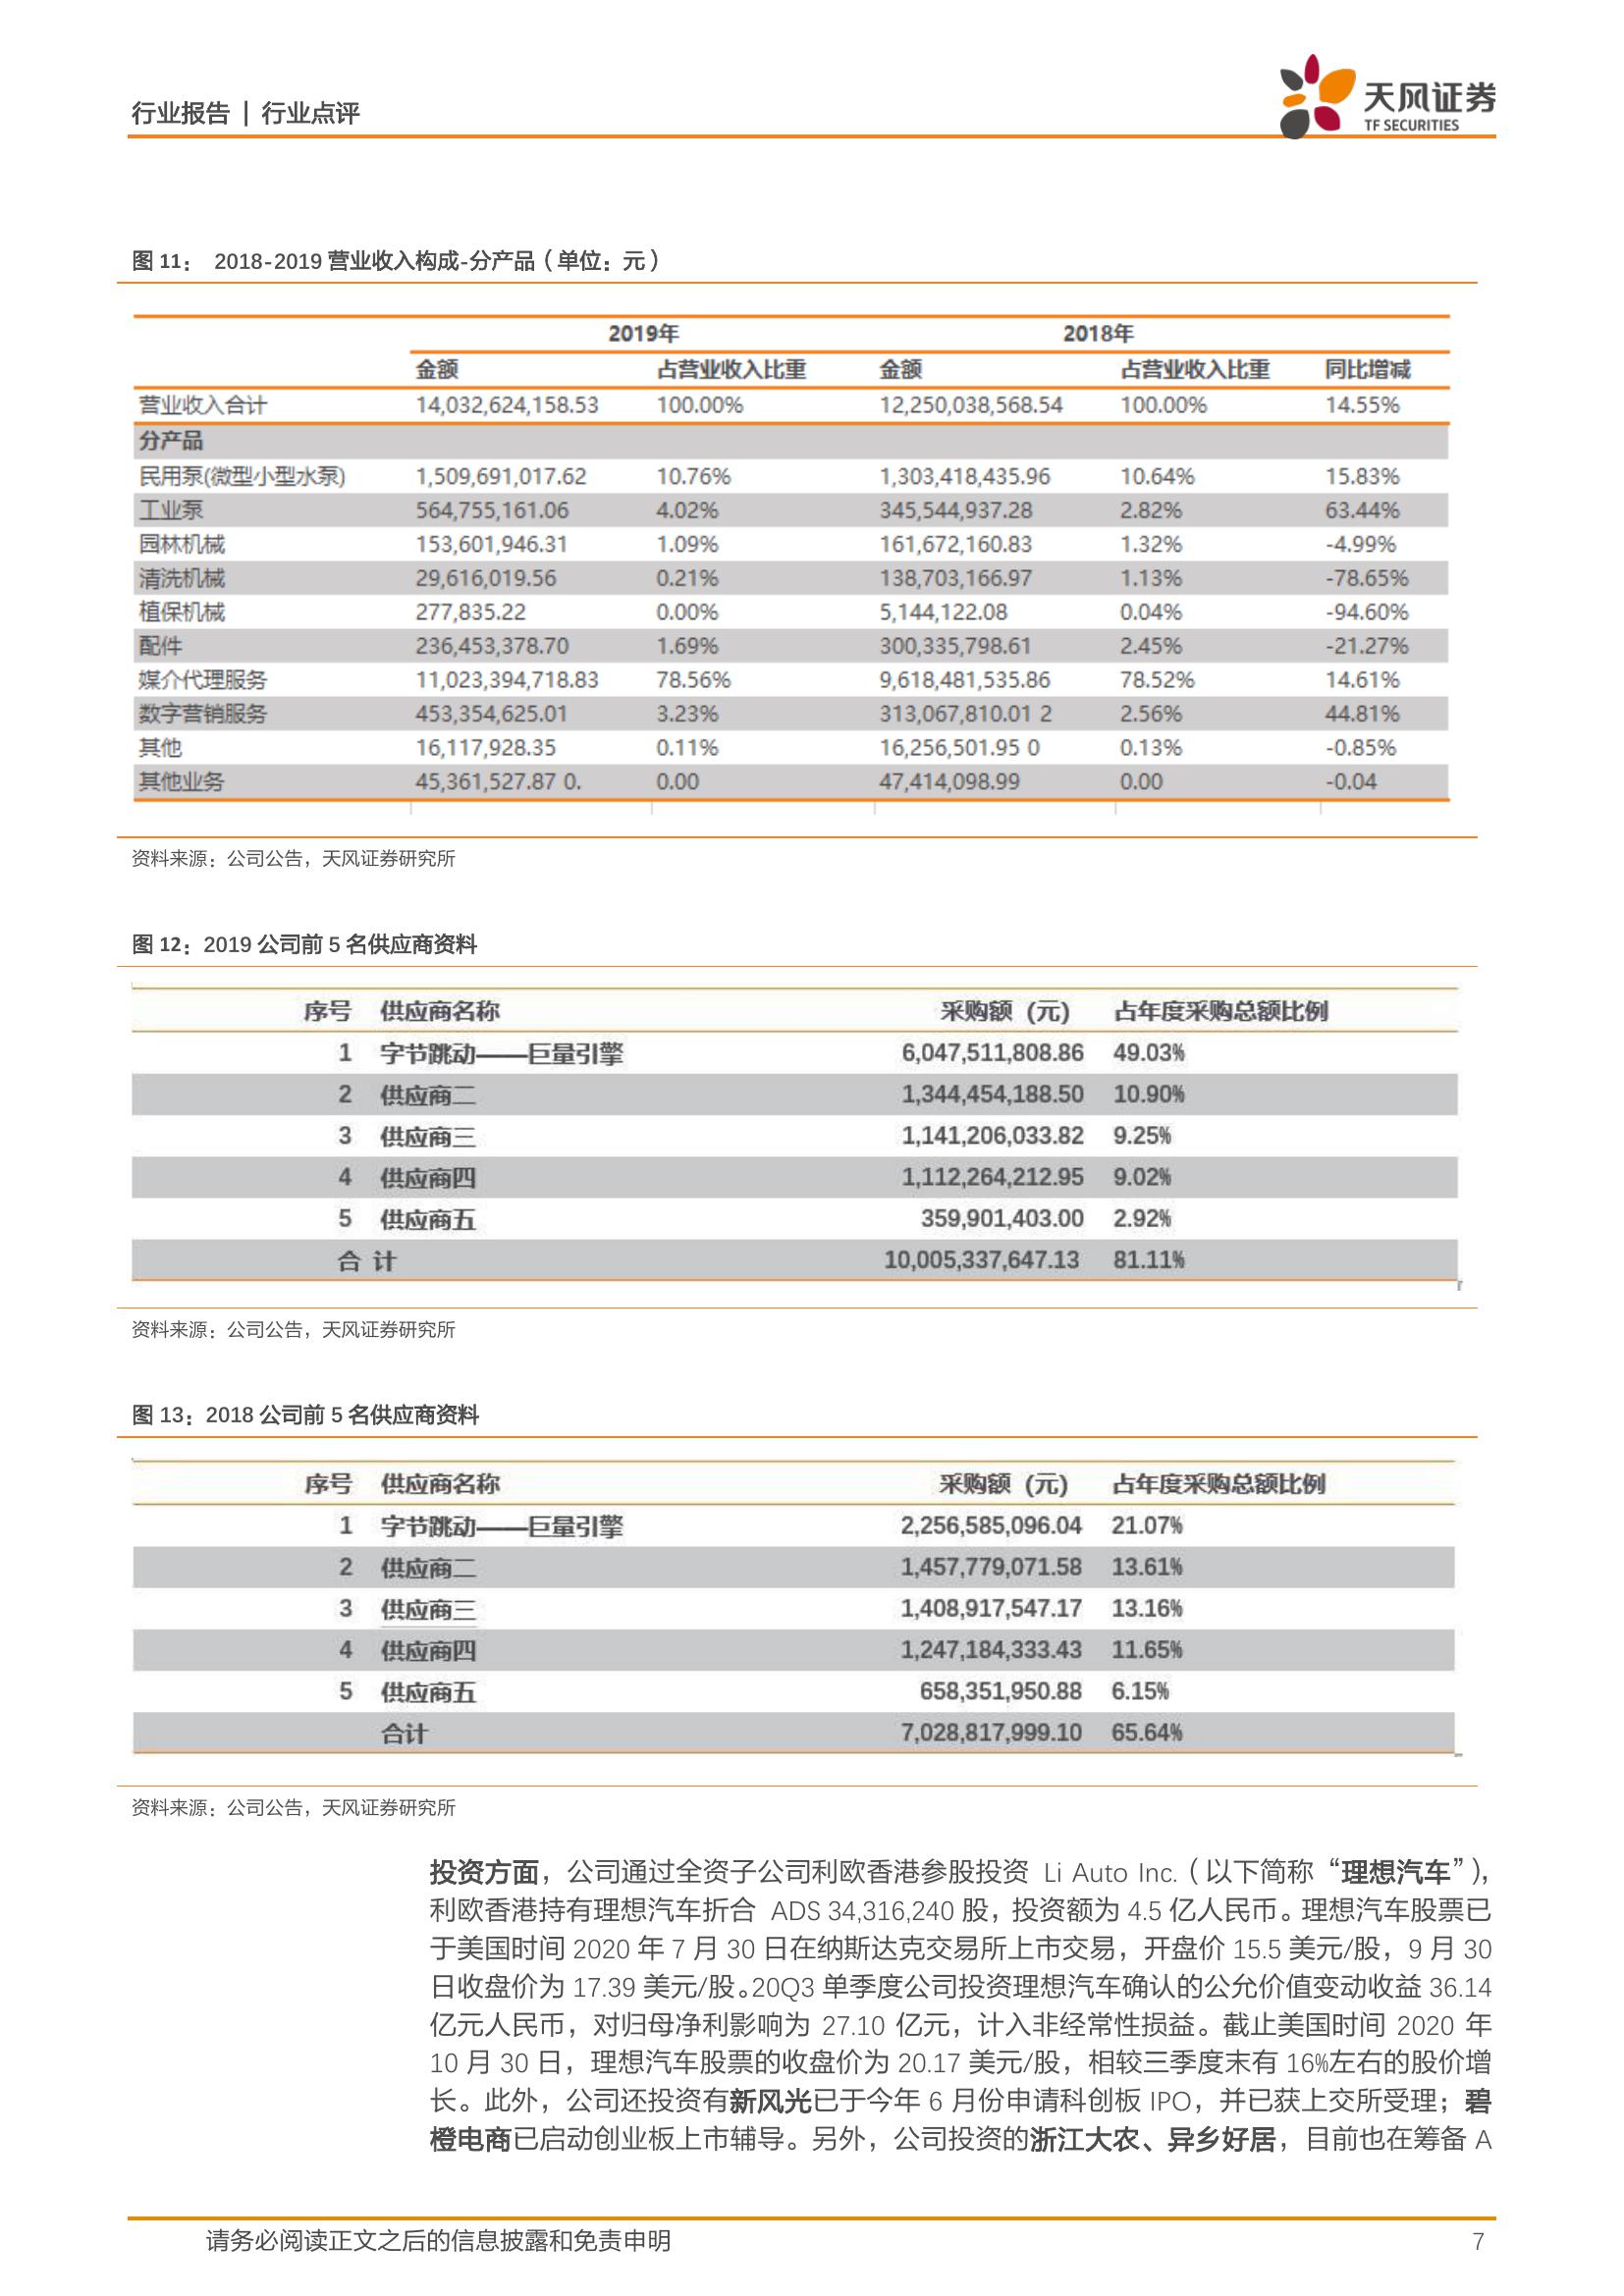 行业报告 | 行业点评
天风证券
TF SECURITIES
图 11： 2018-2019 营业收入构成-分产品（单位：元）
2019年 2018年
金额 占营业收入比重 金额 占营业收入比重 同比增减
营业收入合计 14,032,624,158.53 100.00% 12,250,038,568.54 100.00% 14.55%
分产品
民用泵(微型小型水泵) 1,509,691,017.62 10.76% 1,303,418,435.96 10.64% 15.83%
工业泵 564,755,161.06 4.02% 345,544,937.28 2.82% 63.44%
园林机械 153,601,946.31 1.09% 161,672,160.83 1.32% -4.99%
清洗机械 29,616,019.56 0.21% 138,703,166.97 1.13% -78.65%
植保机械 277,835.22 0.00% 5,144,122.08 0.04% -94.60%
配件 236,453,378.70 1.69% 300,335,798.61 2.45% -21.27%
媒介代理服务 11,023,394,718.83 78.56% 9,618,481,535.86 78.52% 14.61%
数字营销服务 453,354,625.01 3.23% 313,067,810.01 2 2.56% 44.81%
其他 16,117,928.35 0.11% 16,256,501.95 0 0.13% -0.85%
其他业务 45,361,527.87 0. 0.00 47,414,098.99 0.00 -0.04
资料来源：公司公告，天风证券研究所
图 12：2019 公司前 5 名供应商资料
序号 供应商名称 采购额（元） 占年度采购总额比例
1 字节跳动——巨量引擎 6,047,511,808.86 49.03%
2 供应商二 1,344,454,188.50 10.90%
3 供应商三 1,141,206,033.82 9.25%
4 供应商四 1,112,264,212.95 9.02%
5 供应商五 359,901,403.00 2.92%
合 计 10,005,337,647.13 81.11%
资料来源：公司公告，天风证券研究所
图 13：2018 公司前 5 名供应商资料
序号 供应商名称 采购额（元） 占年度采购总额比例
1 字节跳动——巨量引擎 2,256,585,096.04 21.07%
2 供应商二 1,457,779,071.58 13.61%
3 供应商三 1,408,917,547.17 13.16%
4 供应商四 1,247,184,333.43 11.65%
5 供应商五 658,351,950.88 6.15%
合计 7,028,817,999.10 65.64%
资料来源：公司公告，天风证券研究所
投资方面，公司通过全资子公司利欧香港参股投资 Li Auto Inc.（以下简称“理想汽车”），
利欧香港持有理想汽车折合 ADS 34,316,240 股，投资额为 4.5 亿人民币。理想汽车股票已
于美国时间 2020 年 7 月 30 日在纳斯达克交易所上市交易，开盘价 15.5 美元/股，9 月 30
日收盘价为 17.39 美元/股。20Q3 单季度公司投资理想汽车确认的公允价值变动收益 36.14
亿元人民币，对归母净利影响为 27.10 亿元，计入非经常性损益。截止美国时间 2020 年
10 月 30 日，理想汽车股票的收盘价为 20.17 美元/股，相较三季度末有 16%左右的股价增
长。此外，公司还投资有新风光已于今年 6 月份申请科创板 IPO，并已获上交所受理；碧
橙电商已启动创业板上市辅导。另外，公司投资的浙江大农、异乡好居，目前也在筹备 A
请务必阅读正文之后的信息披露和免责申明 7